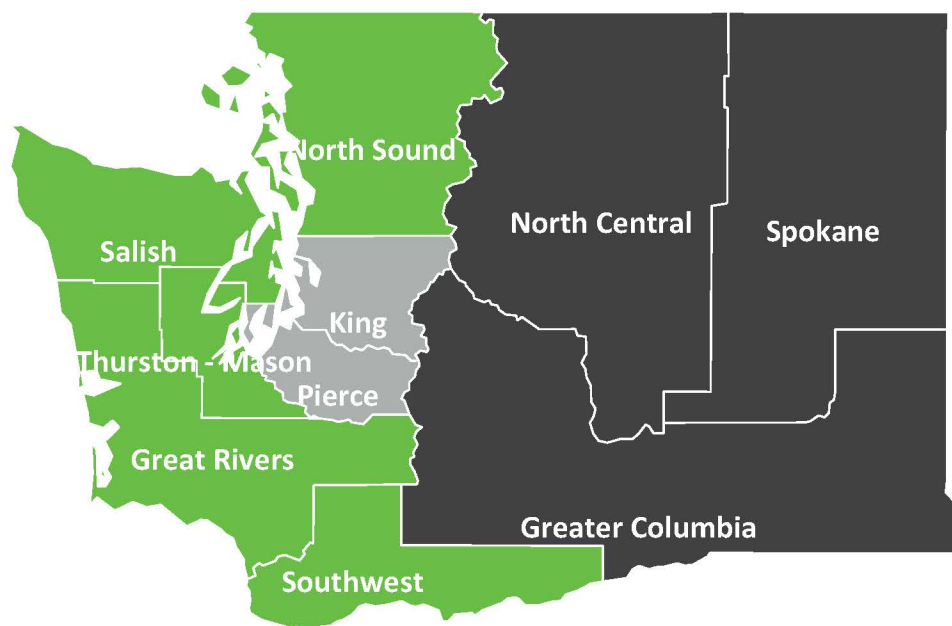 North Sound
North Central
Spokane
Salish
King
Thurston - Mason
Pierce
Great Rivers
Greater Columbia
Southwest